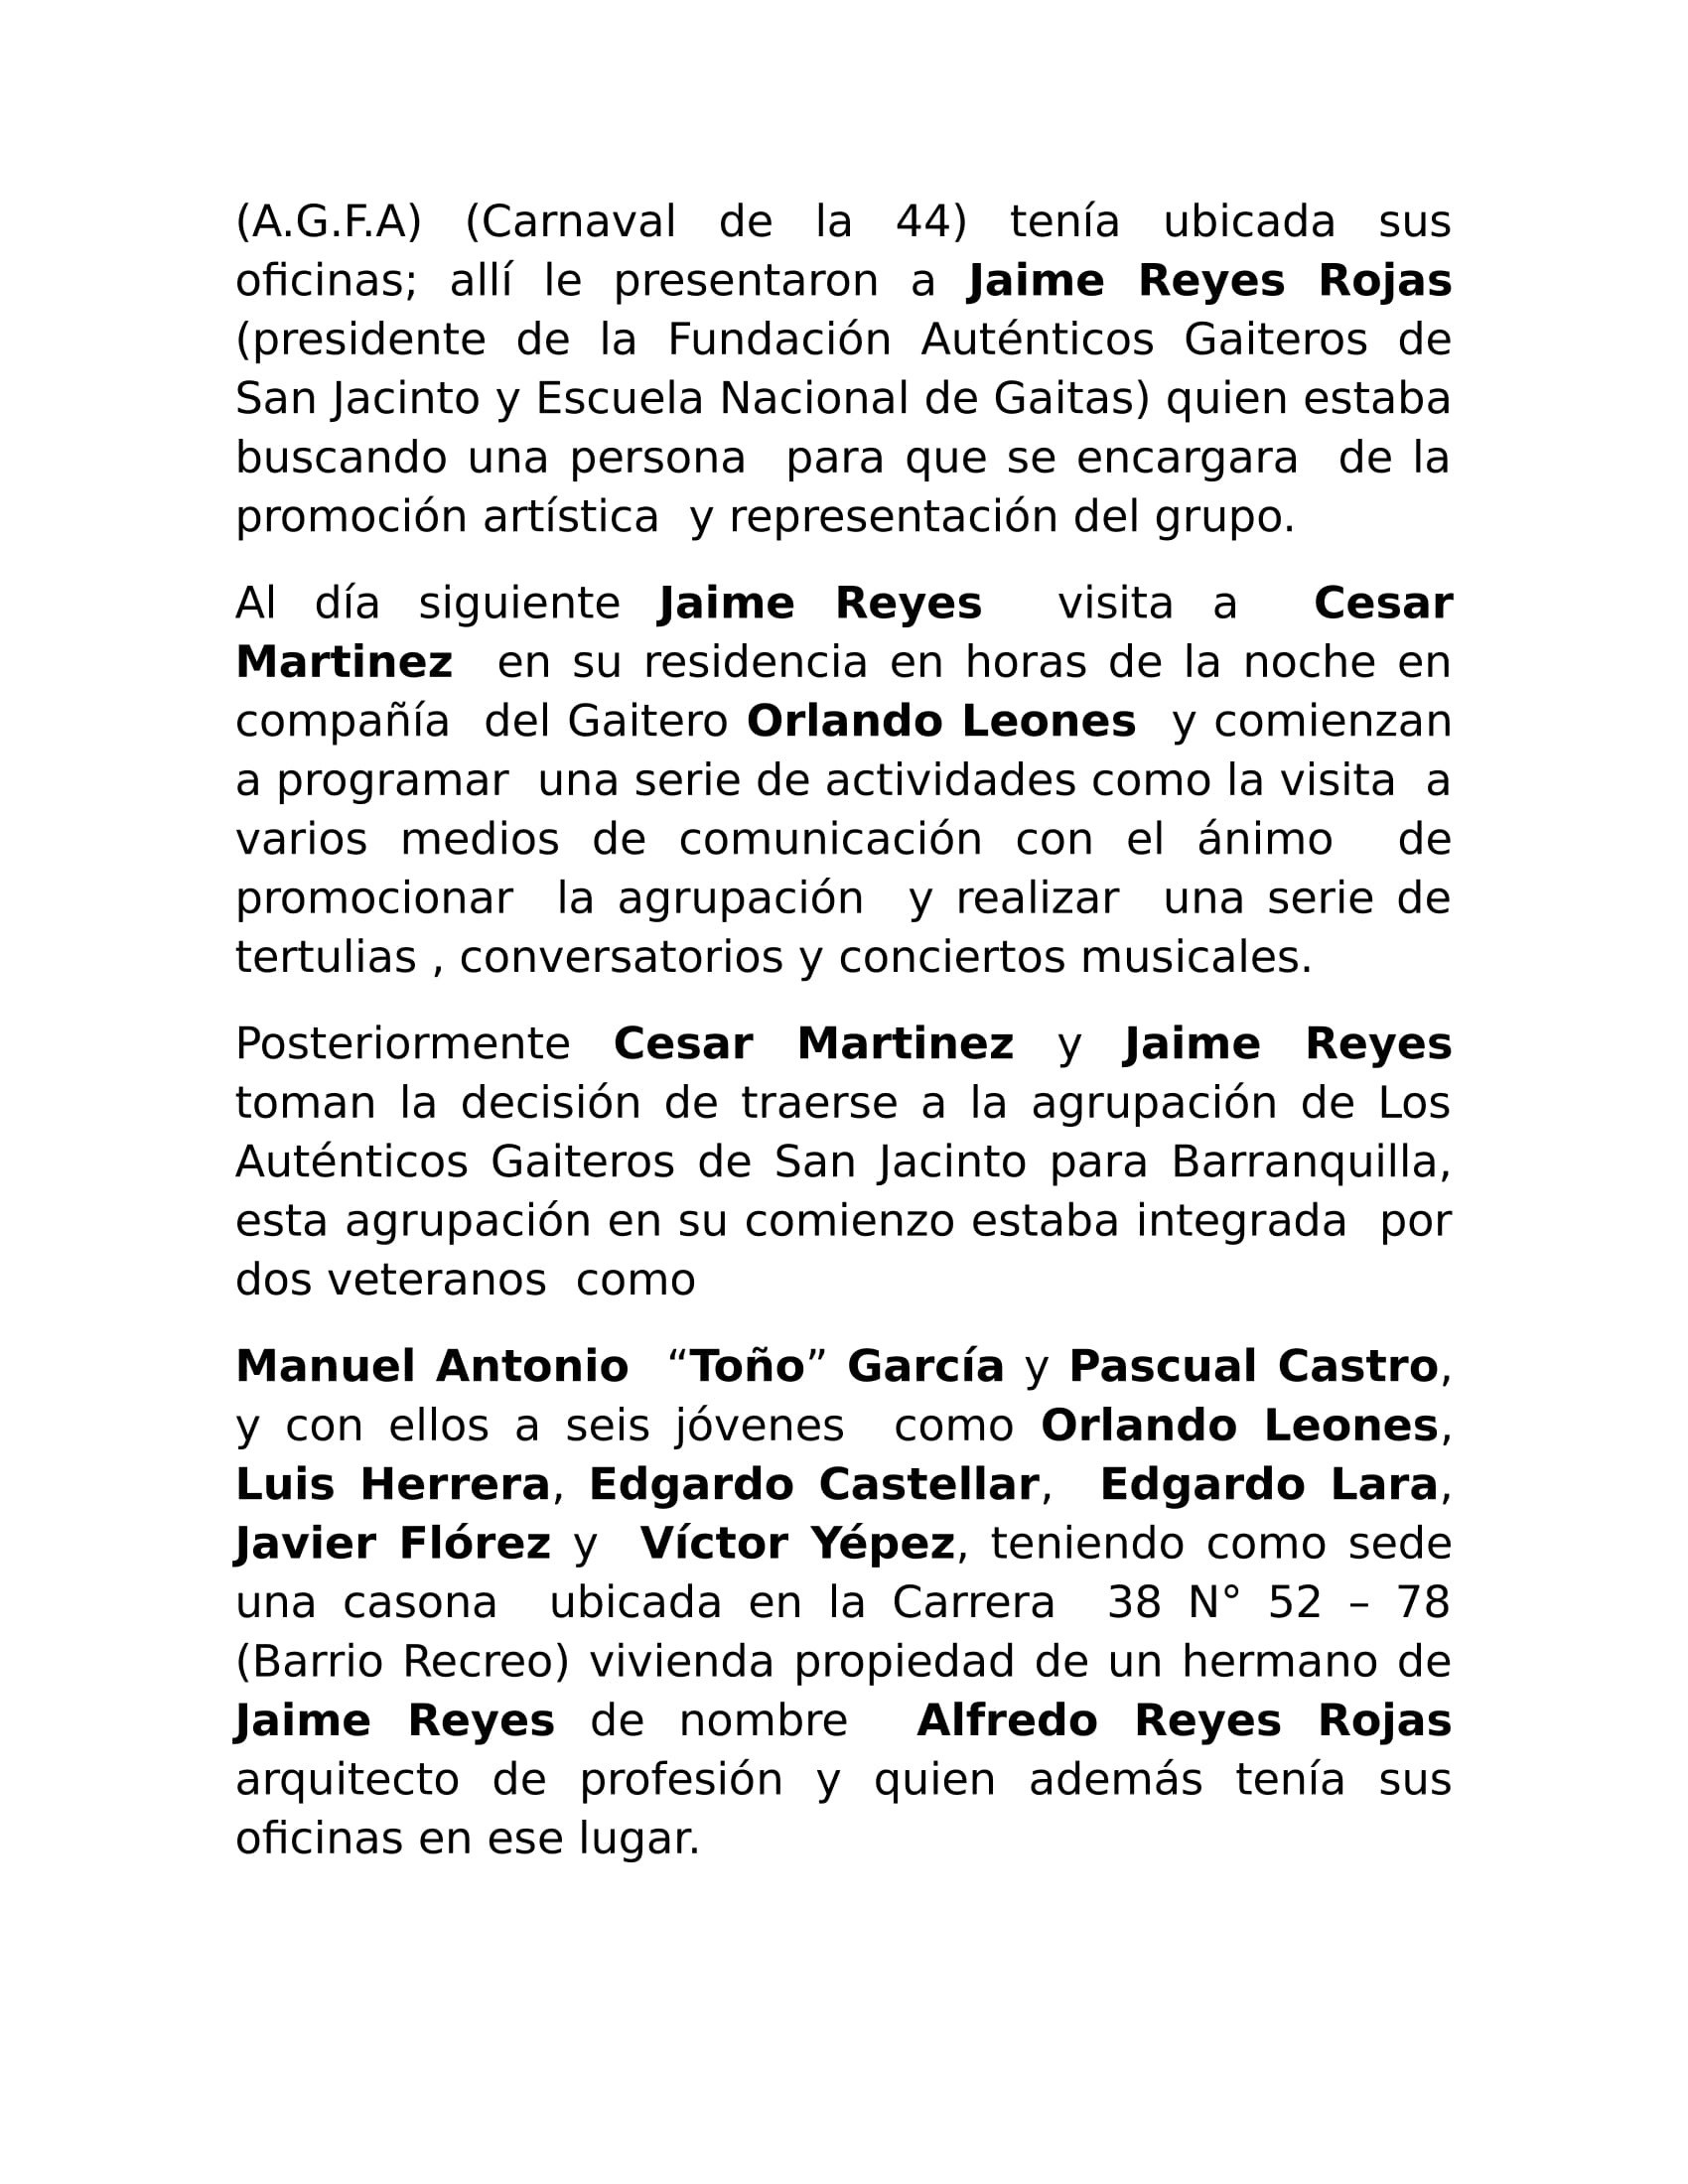 (A.G.F.A) (Carnaval de la 44) tenía ubicada sus
oficinas; allí le presentaron a Jaime Reyes Rojas
(presidente de la Fundación Auténticos Gaiteros de
San Jacinto y Escuela Nacional de Gaitas) quien estaba
buscando una persona para que se encargara de la
promoción artística y representación del grupo.
Al día siguiente Jaime Reyes visita a Cesar
Martinez en su residencia en horas de la noche en
compañía del Gaitero Orlando Leones y comienzan
a programar una serie de actividades como la visita a
varios medios de comunicación con el ánimo de
promocionar la agrupación y realizar una serie de
tertulias , conversatorios y conciertos musicales.
Posteriormente Cesar Martinez y Jaime Reyes
toman la decisión de traerse a la agrupación de Los
Auténticos Gaiteros de San Jacinto para Barranquilla,
esta agrupación en su comienzo estaba integrada por
dos veteranos como
Manuel Antonio “Toño” García y Pascual Castro,
y con ellos a seis jóvenes como Orlando Leones,
Luis Herrera, Edgardo Castellar, Edgardo Lara,
Javier Flórez y Víctor Yépez, teniendo como sede
una casona ubicada en la Carrera 38 N° 52 – 78
(Barrio Recreo) vivienda propiedad de un hermano de
Jaime Reyes de nombre Alfredo Reyes Rojas
arquitecto de profesión y quien además tenía sus
oficinas en ese lugar.